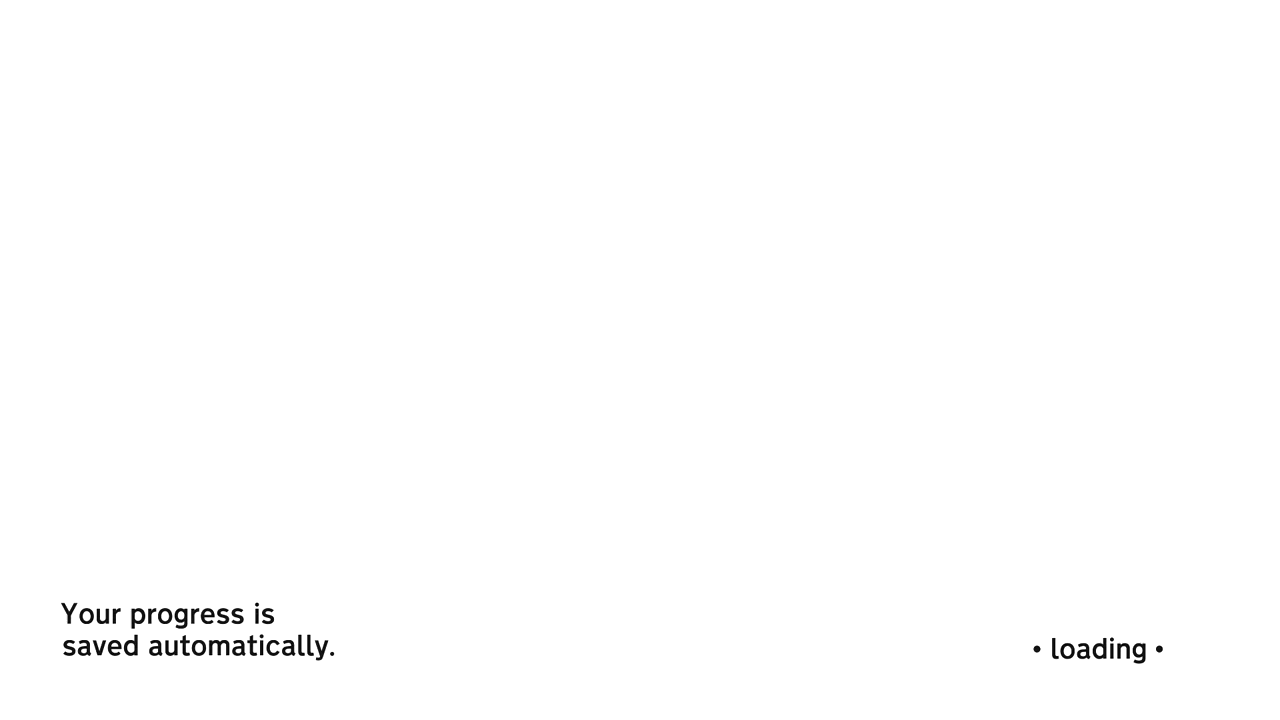 Your progress is
saved automatically.
• loading •